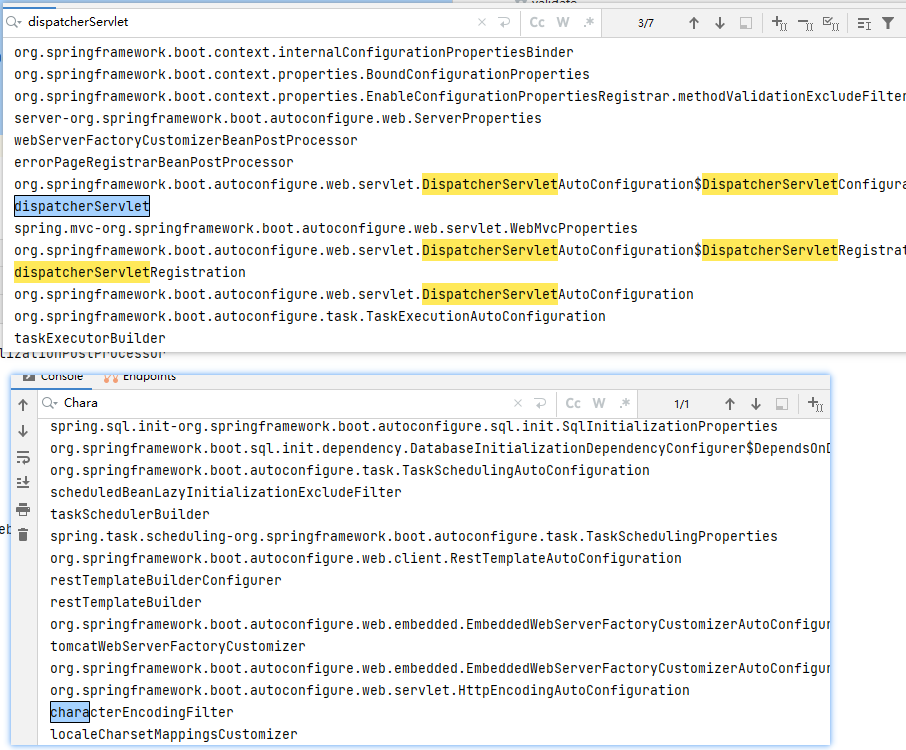 validate
dispatcherServlet Cc W .* 3/7
org.springframework.boot.context.internalConfigurationPropertiesBinder
org.springframework.boot.context.properties.BoundConfigurationProperties
org.springframework.boot.context.properties.EnableConfigurationPropertiesRegistrar.methodValidationExcludeFilter
server-org.springframework.boot.autoconfigure.web.ServerProperties
webServerFactoryCustomizerBeanPostProcessor
errorPageRegistrarBeanPostProcessor
org.springframework.boot.autoconfigure.web.servlet.DispatcherServletAutoConfiguration$DispatcherServletConfigura
dispatcherServlet
spring.mvc-org.springframework.boot.autoconfigure.web.servlet.WebMvcProperties
org.springframework.boot.autoconfigure.web.servlet.DispatcherServletAutoConfiguration$DispatcherServletRegistrat
dispatcherServletRegistration
org.springframework.boot.autoconfigure.web.servlet.DispatcherServletAutoConfiguration
org.springframework.boot.autoconfigure.task.TaskExecutionAutoConfiguration
taskExecutorBuilder
lizationPostProcessor
Console Endpoints
Chara Cc W .* 1/1
spring.sql.init-org.springframework.boot.autoconfigure.sql.init.SqlInitializationProperties
org.springframework.boot.sql.init.dependency.DatabaseInitializationDependencyConfigurer$DependsOnD
org.springframework.boot.autoconfigure.task.TaskSchedulingAutoConfiguration
scheduledBeanLazyInitializationExcludeFilter
taskSchedulerBuilder
spring.task.scheduling-org.springframework.boot.autoconfigure.task.TaskSchedulingProperties
org.springframework.boot.autoconfigure.web.client.RestTemplateAutoConfiguration
restTemplateBuilderConfigurer
restTemplateBuilder
org.springframework.boot.autoconfigure.web.embedded.EmbeddedWebServerFactoryCustomizerAutoConfigur
tomcatWebServerFactoryCustomizer
org.springframework.boot.autoconfigure.web.embedded.EmbeddedWebServerFactoryCustomizerAutoConfigur
org.springframework.boot.autoconfigure.web.servlet.HttpEncodingAutoConfiguration
characterEncodingFilter
localeCharsetMappingsCustomizer